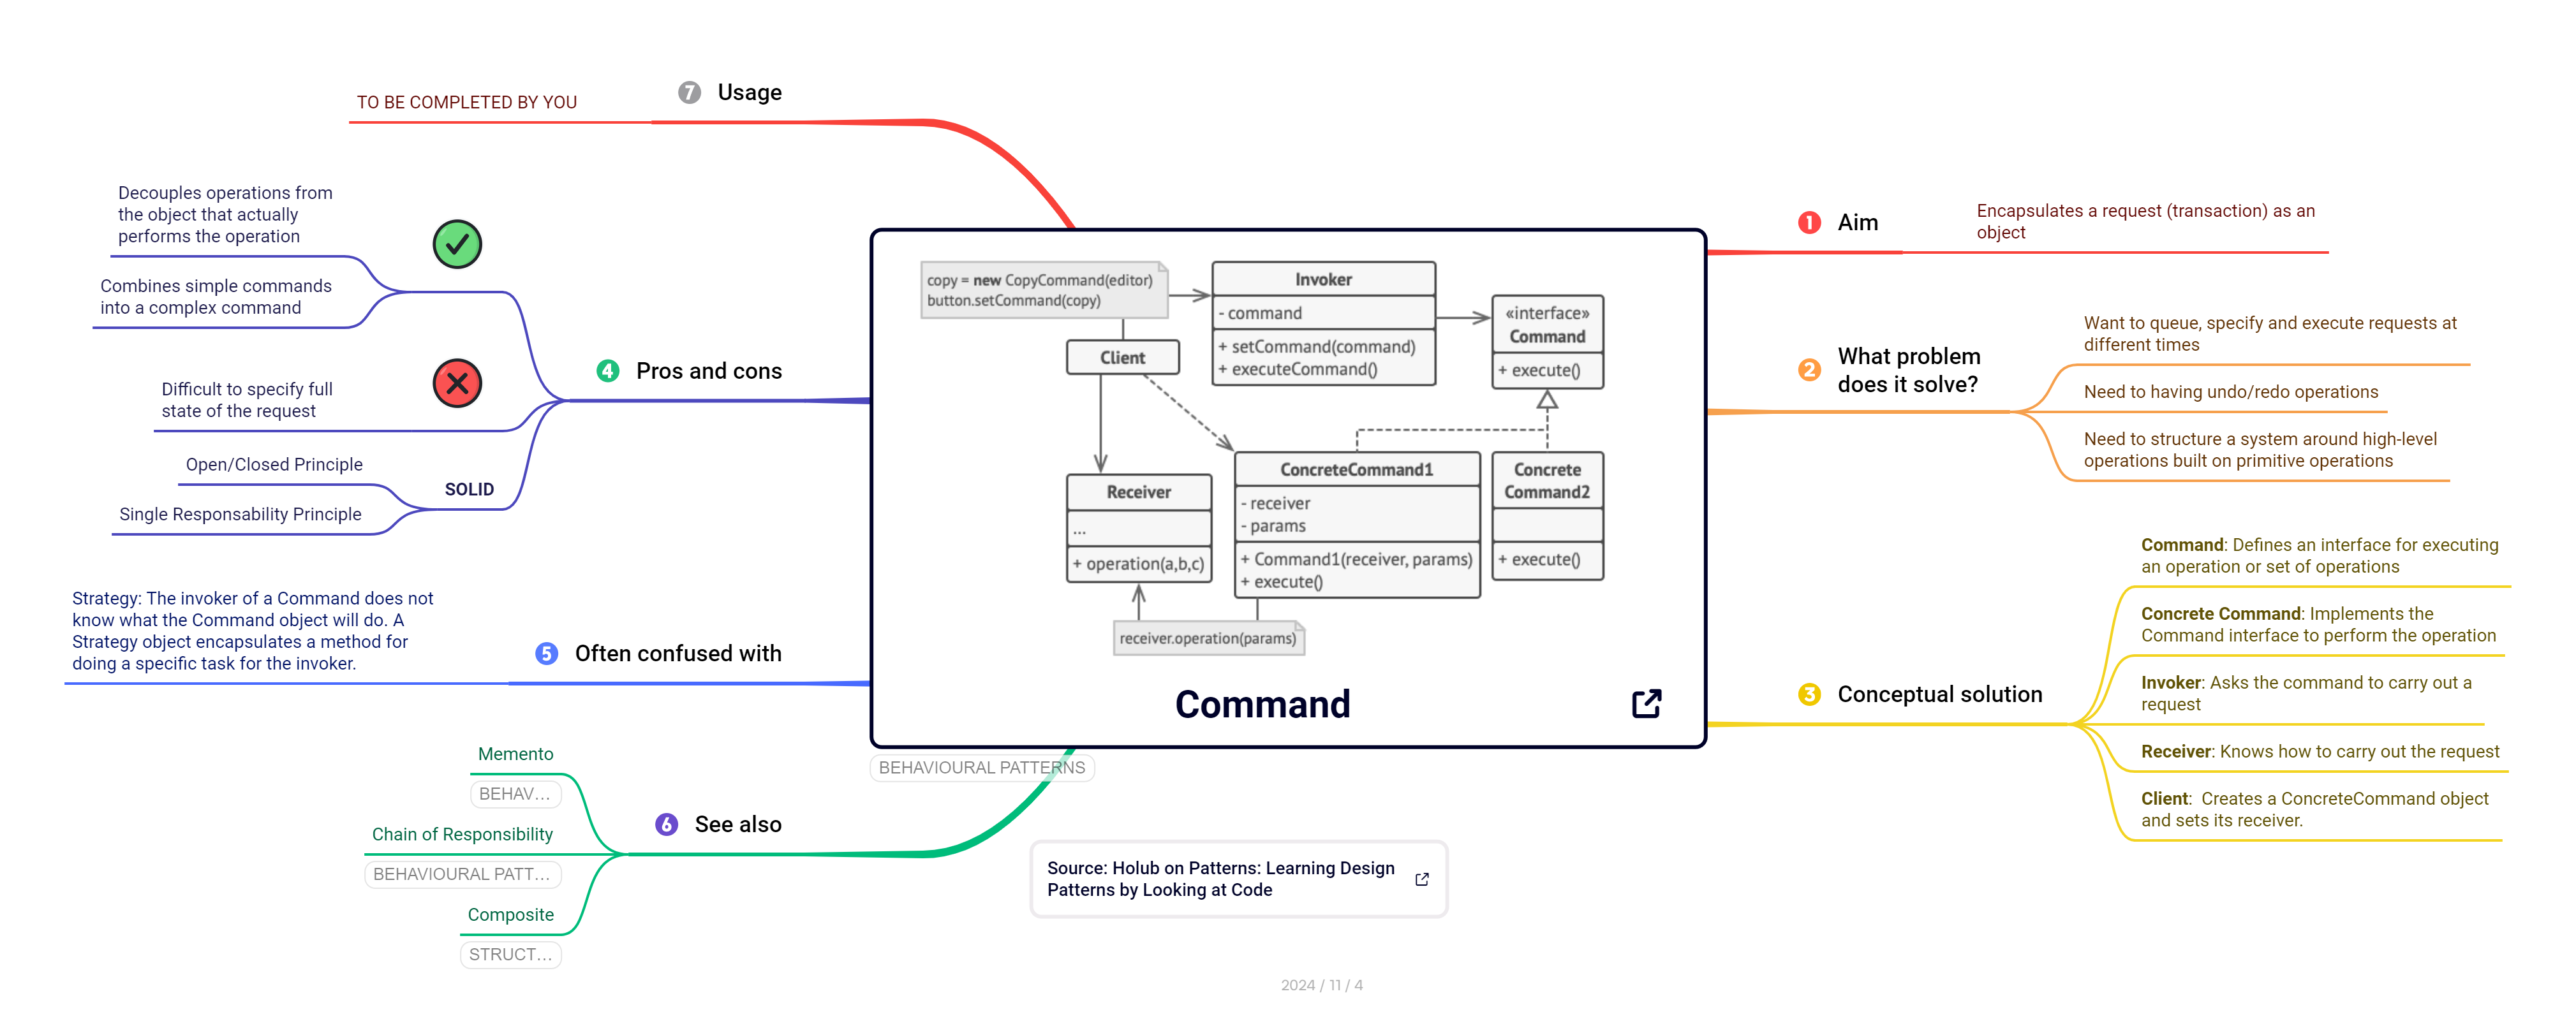 7 Usage
TO BE COMPLETED BY YOU
1 Aim
Encapsulates a request (transaction) as an
object
2 What problem
does it solve?
Want to queue, specify and execute requests at
different times
Need to having undo/redo operations
Need to structure a system around high-level
operations built on primitive operations
3 Conceptual solution
Command: Defines an interface for executing
an operation or set of operations
Concrete Command: Implements the
Command interface to perform the operation
Invoker: Asks the command to carry out a
request
Receiver: Knows how to carry out the request
Client:  Creates a ConcreteCommand object
and sets its receiver.
4 Pros and cons
Decouples operations from
the object that actually
performs the operation
Combines simple commands
into a complex command
Difficult to specify full
state of the request
SOLID
Open/Closed Principle
Single Responsability Principle
5 Often confused with
Strategy: The invoker of a Command does not
know what the Command object will do. A
Strategy object encapsulates a method for
doing a specific task for the invoker.
6 See also
Memento
BEHAV...
Chain of Responsibility
BEHAVIOURAL PATT...
Composite
STRUCT...
copy = new CopyCommand(editor)
button.setCommand(copy)
Client
Invoker
- command
+ setCommand(command)
+ executeCommand()
«interface»
Command
+ execute()
Receiver
...
+ operation(a,b,c)
ConcreteCommand1
- receiver
- params
+ Command1(receiver, params)
+ execute()
Concrete
Command2
+ execute()
receiver.operation(params)
Command
BEHAVIOURAL PATTERNS
Source: Holub on Patterns: Learning Design
Patterns by Looking at Code
2024 / 11 / 4